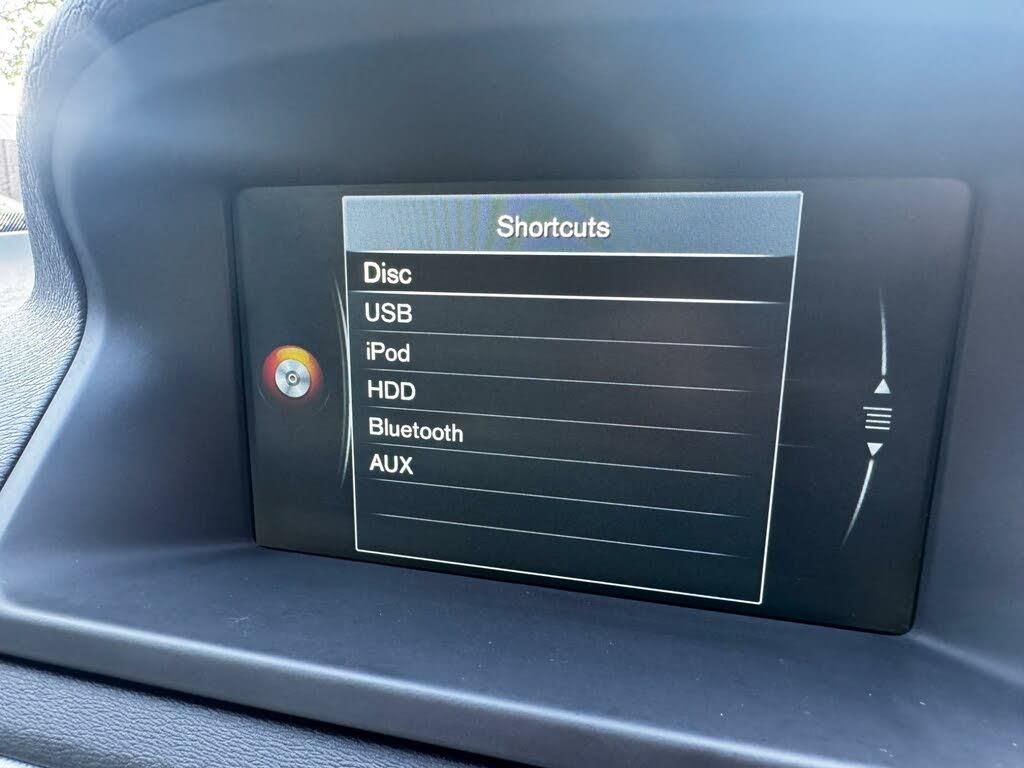 Shortcuts
Disc
USB
iPod
HDD
Bluetooth
AUX